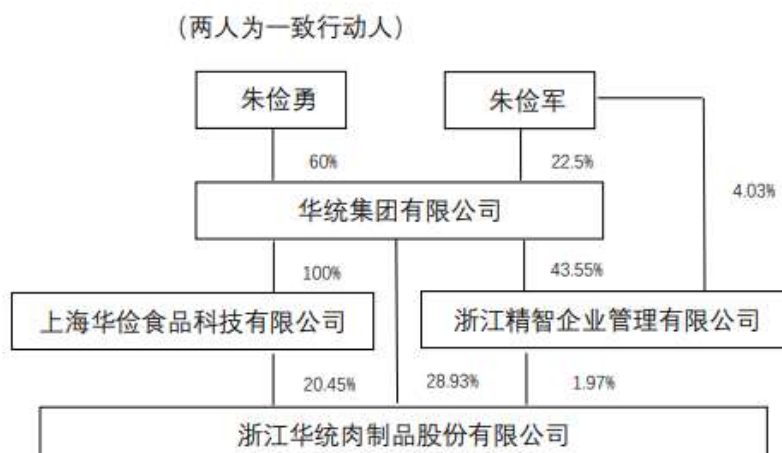 （两人为一致行动人）
朱俭勇 朱俭军
60% 22.5%
4.03%
华统集团有限公司
100% 43.55%
上海华俭食品科技有限公司 浙江精智企业管理有限公司
20.45% 28.93% 1.97%
浙江华统肉制品股份有限公司